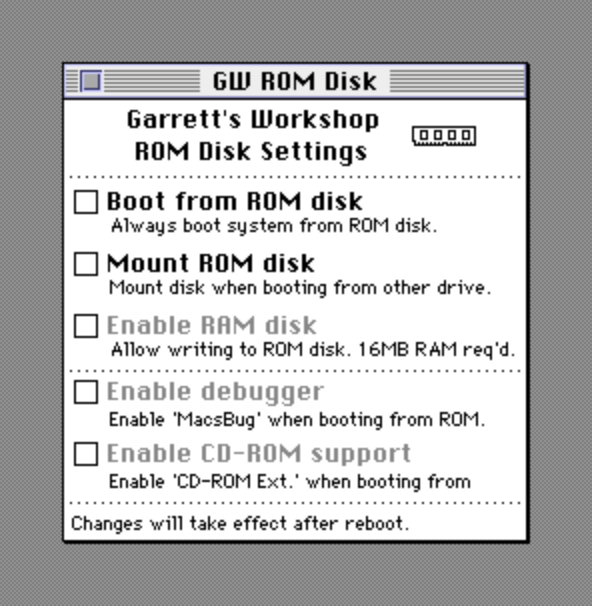 GW ROM Disk
Garrett's Workshop
ROM Disk Settings
Boot from ROM disk
Always boot system from ROM disk.
Mount ROM disk
Mount disk when booting from other drive.
Enable RAM disk
Allow writing to ROM disk. 16MB RAM req'd.
Enable debugger
Enable 'MacsBug' when booting from ROM.
Enable CD-ROM support
Enable 'CD-ROM Ext.' when booting from
Changes will take effect after reboot.